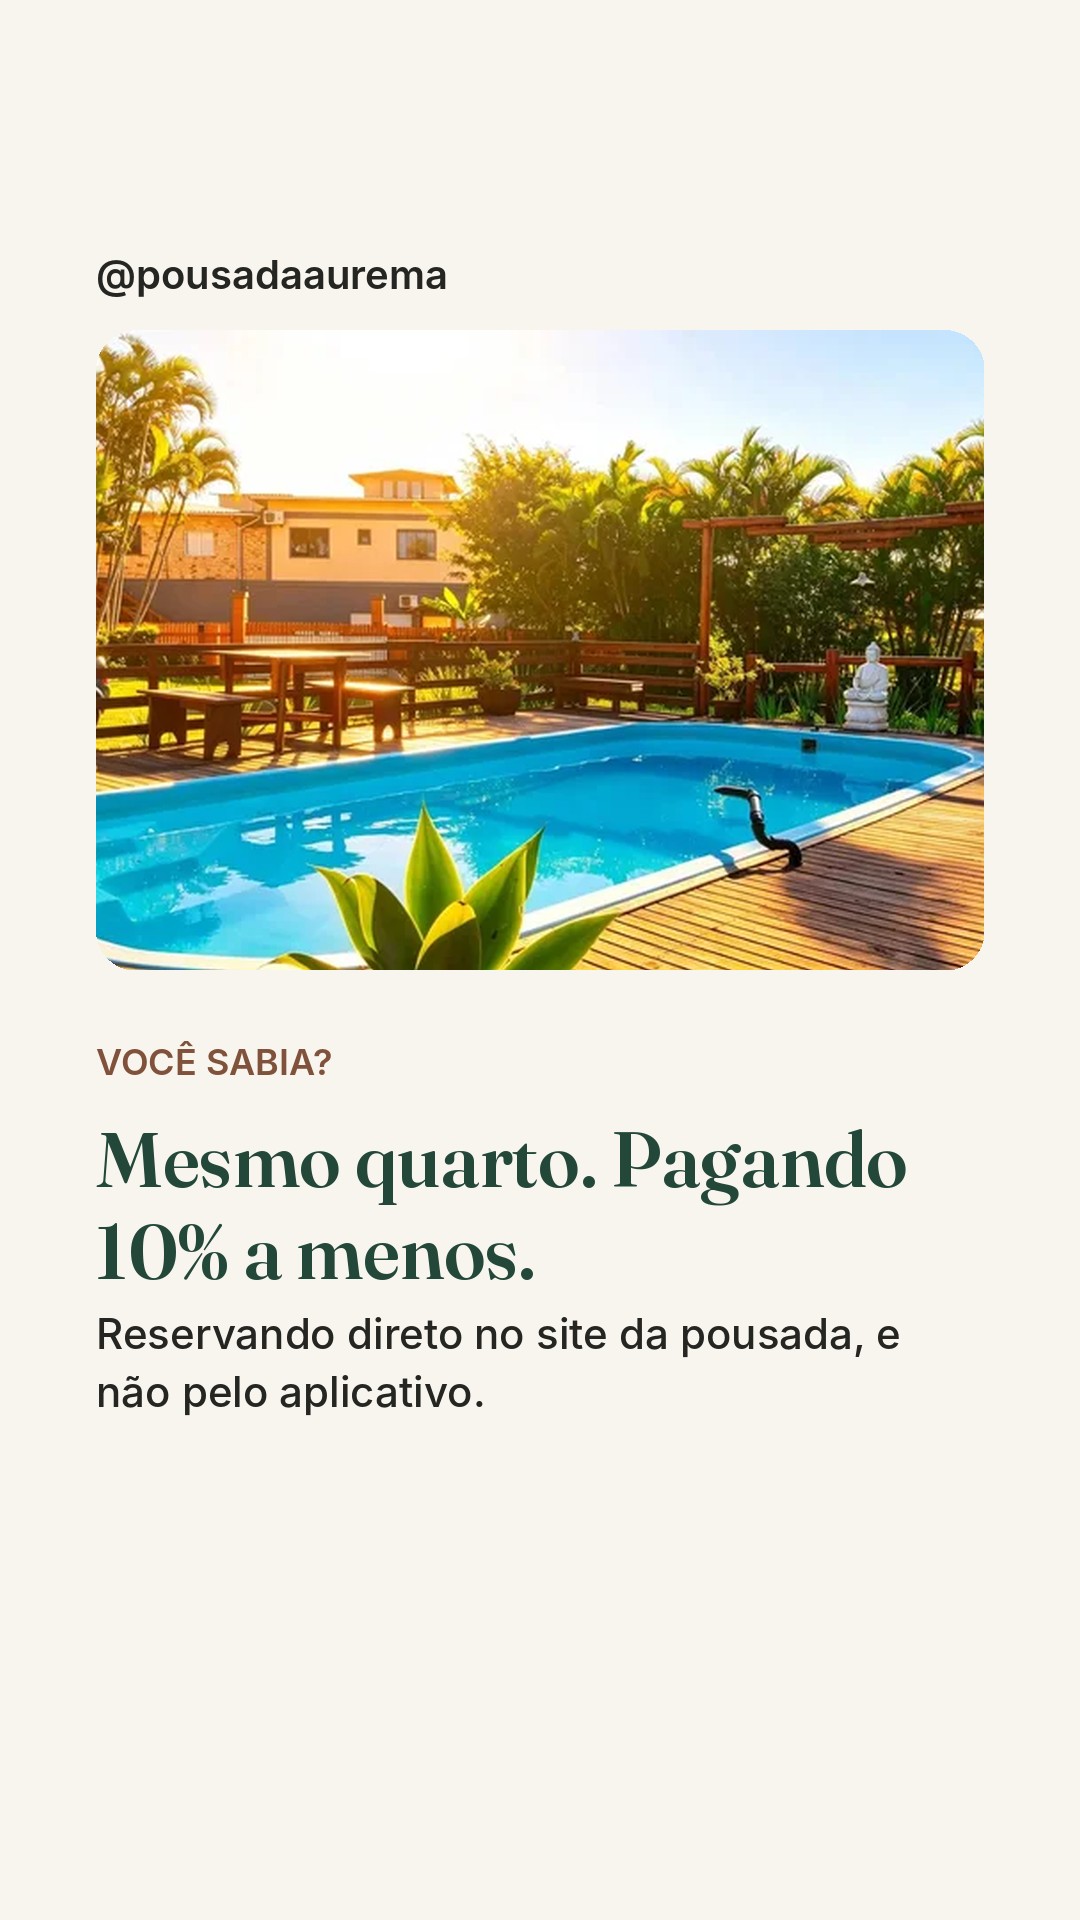 @pousadaaurema
VOCÊ SABIA?
Mesmo quarto. Pagando
10% a menos.
Reservando direto no site da pousada, e
não pelo aplicativo.